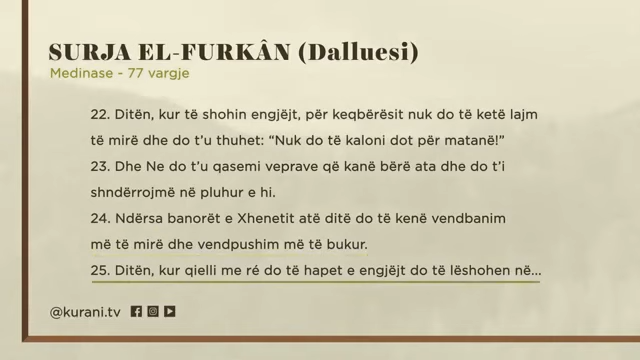 SURJA EL-FURKÂN (Dalluesi)
Medinase - 77 vargje
22. Ditën, kur të shohin engjëjt, për keqbërësit nuk do të ketë lajm
të mirë dhe do t'u thuhet: “Nuk do të kaloni dot për matanë!”
23. Dhe Ne do t'u qasemi veprave që kanë bërë ata dhe do t'i
shndërrojmë në pluhur e hi.
24. Ndërsa banorët e Xhenetit atë ditë do të kenë vendbanim
më të mirë dhe vendpushim më të bukur.
25. Ditën, kur qielli me ré do të hapet e engjëjt do të lëshohen në...
@kurani.tv